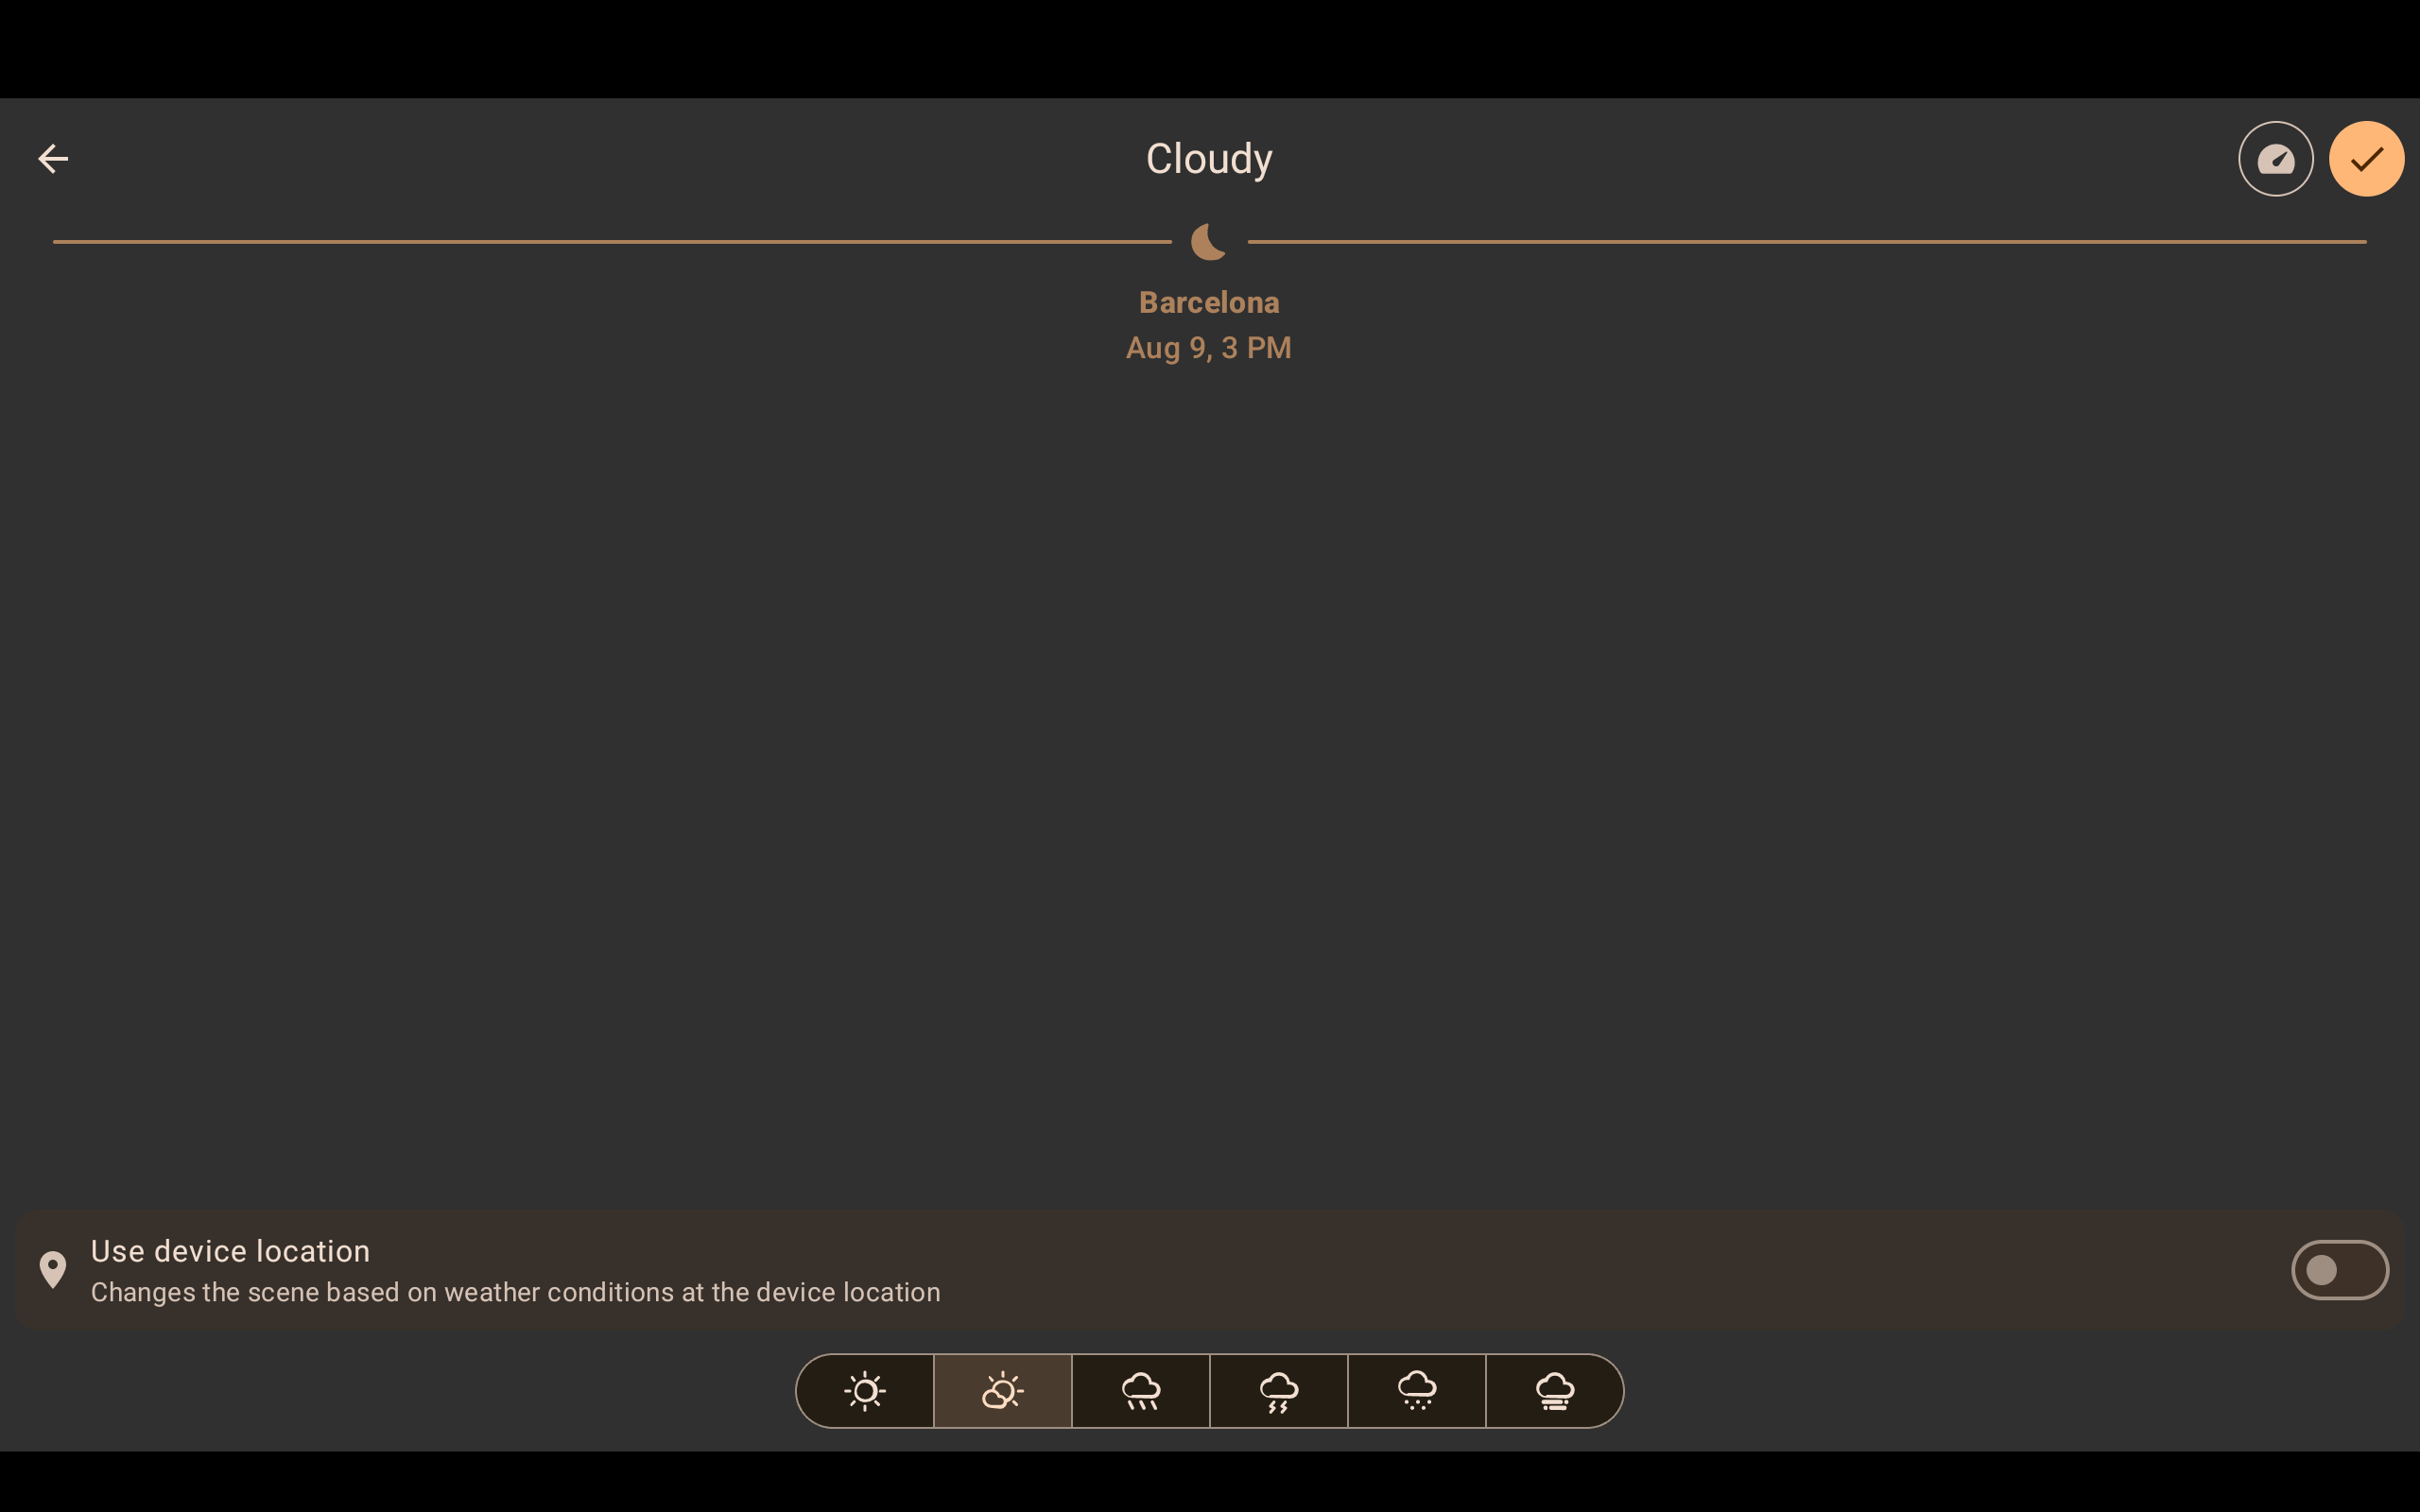 Cloudy
Barcelona
Aug 9, 3 PM
Use device location
Changes the scene based on weather conditions at the device location